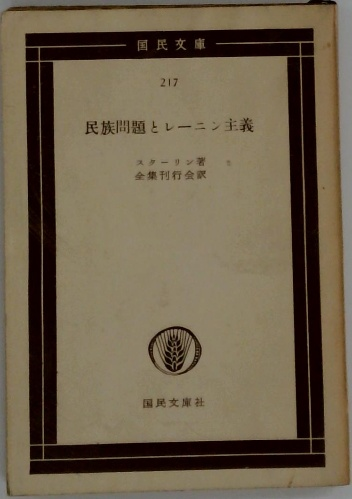 国民文庫
217
民族問題とレーニン主義
スターリン著
全集刊行会訳
国民文庫社